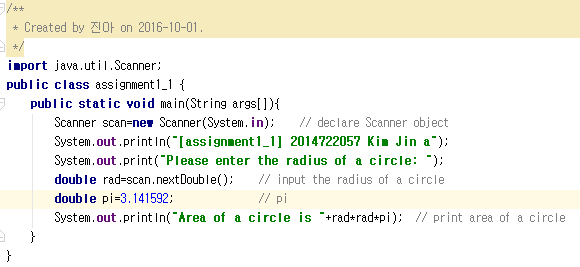 /**
 * Created by 진아 on 2016-10-01.
 */
import java.util.Scanner;
public class assignment1_1 {
    public static void main(String args[]){
        Scanner scan=new Scanner(System.in);    // declare Scanner object
        System.out.println("[assignment1_1] 2014722057 Kim Jin a");
        System.out.print("Please enter the radius of a circle: ");
        double rad=scan.nextDouble();    // input the radius of a circle
        double pi=3.141592;              // pi
        System.out.println("Area of a circle is "+rad*rad*pi);  // print area of a circle
    }
}